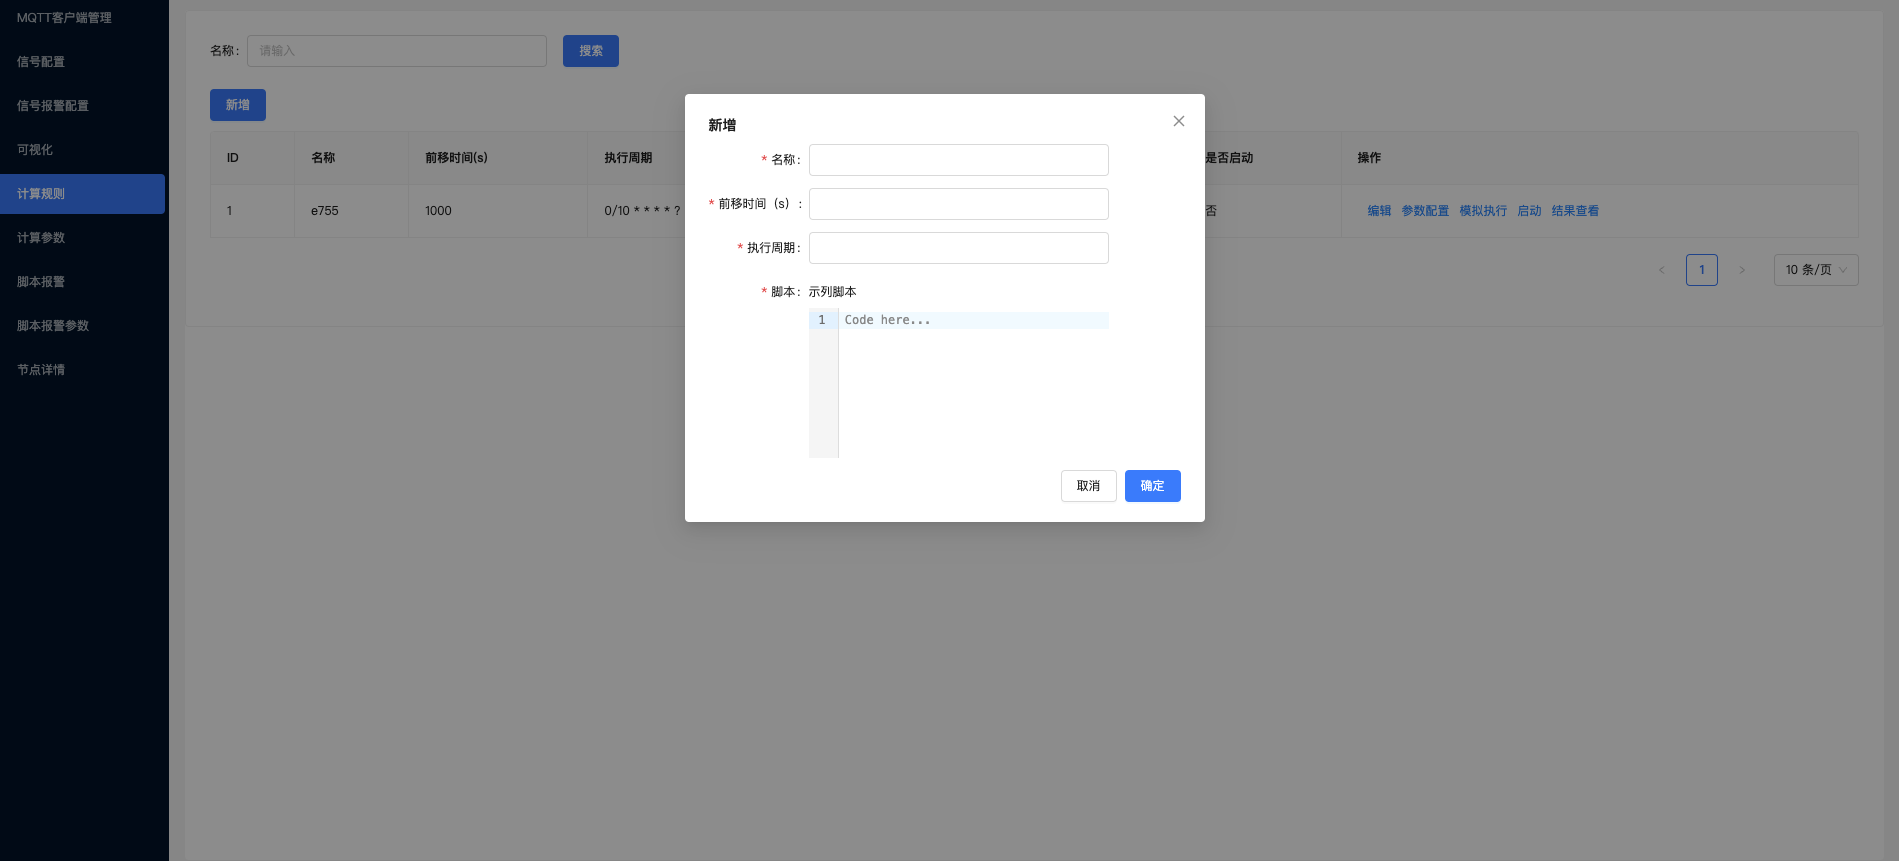 MQTT客户端管理
信号配置
信号报警配置
可视化
计算规则
计算参数
脚本报警
脚本报警参数
节点详情
名称: 请输入 搜索
新增
ID 名称 前移时间(s) 执行周期 是否启动 操作
1 e755 1000 0/10 * * * * ? 否 编辑 参数配置 模拟执行 启动 结果查看
< 1 > 10 条/页
新增
* 名称:
* 前移时间（s）:
* 执行周期:
* 脚本: 示列脚本
1 Code here...
取消 确定